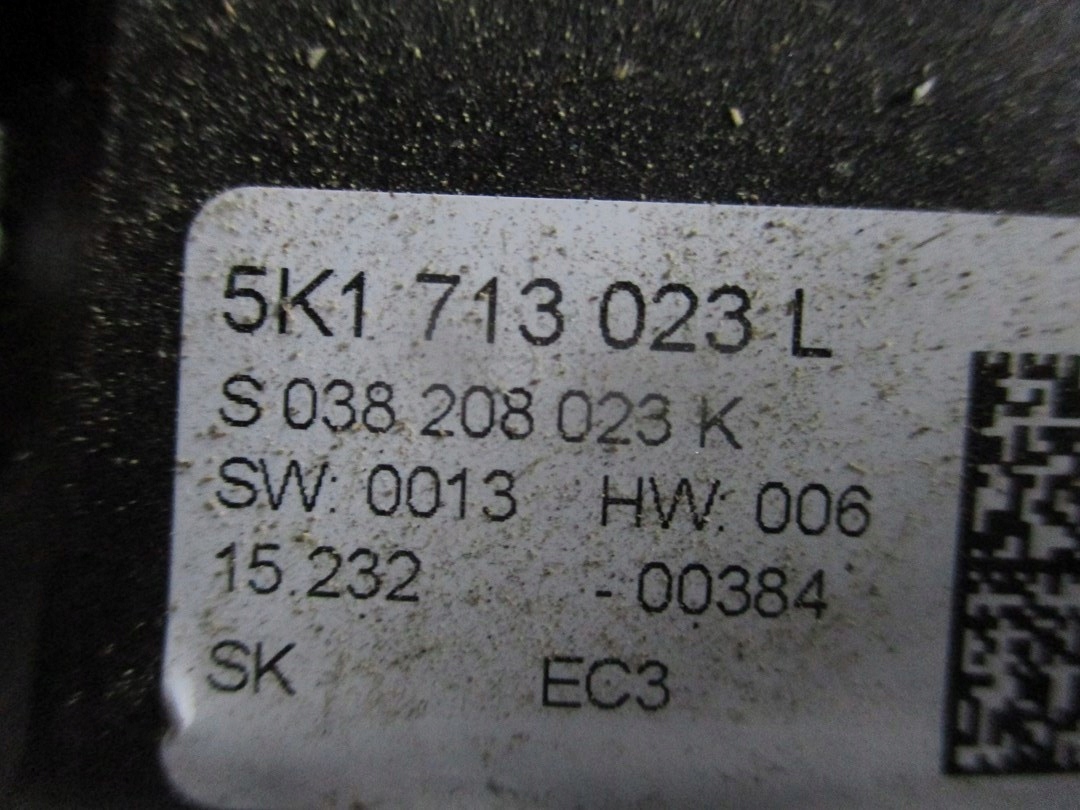 5K1 713 023 L
S 038 208 023 K
SW: 0013 HW: 006
15.232 - 00384
SK EC3